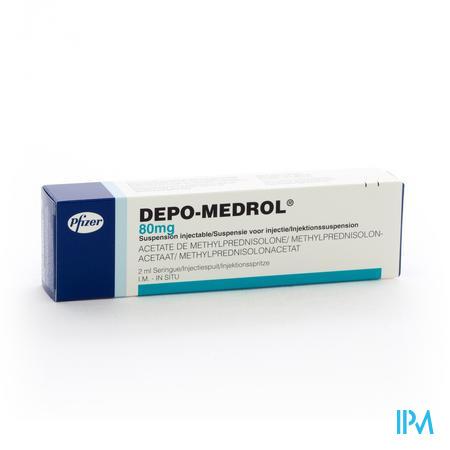 Pfizer
DEPO-MEDROL®
80mg
Suspension injectable/Suspensie voor injectie/Injektionssuspension
ACETATE DE METHYLPREDNISOLONE/ METHYLPREDNISOLON-
ACETAAT/ METHYLPREDNISOLONACETAT
2 ml Seringue/Injectiespuit/Injektionsspritze
I.M. - IN SITU
IPM